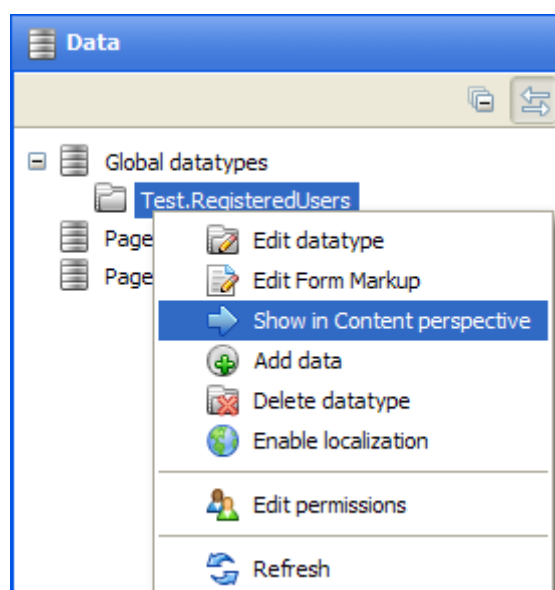 Data
Global datatypes
Test.RegisteredUsers
Page
Page
Edit datatype
Edit Form Markup
Show in Content perspective
Add data
Delete datatype
Enable localization
Edit permissions
Refresh